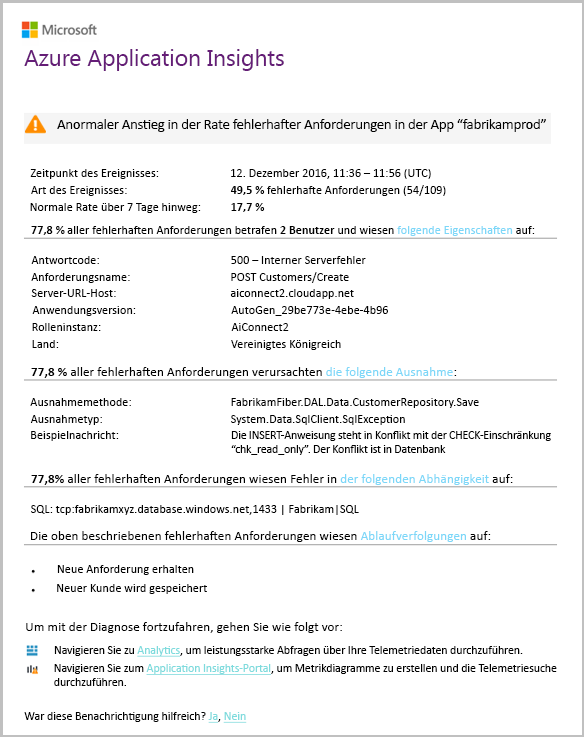 Microsoft
Azure Application Insights
Anormaler Anstieg in der Rate fehlerhafter Anforderungen in der App “fabrikamprod”
Zeitpunkt des Ereignisses: 12. Dezember 2016, 11:36 – 11:56 (UTC)
Art des Ereignisses: 49,5 % fehlerhafte Anforderungen (54/109)
Normale Rate über 7 Tage hinweg: 17,7 %
77,8 % aller fehlerhaften Anforderungen betrafen 2 Benutzer und wiesen folgende Eigenschaften auf:
Antwortcode: 500 – Interner Serverfehler
Anforderungsname: POST Customers/Create
Server-URL-Host: aiconnect2.cloudapp.net
Anwendungsversion: AutoGen_29be773e-4ebe-4b96
Rolleninstanz: AiConnect2
Land: Vereinigtes Königreich
77,8 % aller fehlerhaften Anforderungen verursachten die folgende Ausnahme:
Ausnahmemethode: FabrikamFiber.DAL.Data.CustomerRepository.Save
Ausnahmetyp: System.Data.SqlClient.SqlException
Beispielnachricht: Die INSERT-Anweisung steht in Konflikt mit der CHECK-Einschränkung
“chk_read_only”. Der Konflikt ist in Datenbank
77,8% aller fehlerhaften Anforderungen wiesen Fehler in der folgenden Abhängigkeit auf:
SQL: tcp:fabrikamxyz.database.windows.net,1433 | Fabrikam|SQL
Die oben beschriebenen fehlerhaften Anforderungen wiesen Ablaufverfolgungen auf:
• Neue Anforderung erhalten
• Neuer Kunde wird gespeichert
Um mit der Diagnose fortzufahren, gehen Sie wie folgt vor:
Navigieren Sie zu Analytics, um leistungsstarke Abfragen über Ihre Telemetriedaten durchzuführen.
Navigieren Sie zum Application Insights-Portal, um Metrikdiagramme zu erstellen und die Telemetriesuche
durchzuführen.
War diese Benachrichtigung hilfreich? Ja, Nein